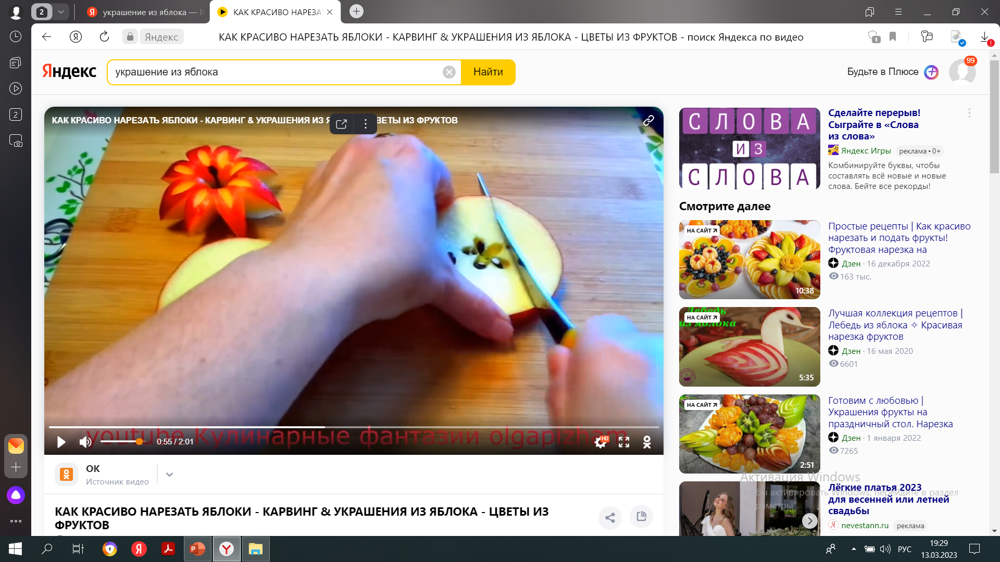 2
украшение из яблока — Я
КАК КРАСИВО НАРЕЗАТ
Яндекс
КАК КРАСИВО НАРЕЗАТЬ ЯБЛОКИ - КАРВИНГ & УКРАШЕНИЯ ИЗ ЯБЛОКА - ЦВЕТЫ ИЗ ФРУКТОВ - поиск Яндекса по видео
1
Яндекс
украшение из яблока
Найти
Будьте в Плюсе
99
2
КАК КРАСИВО НАРЕЗАТЬ ЯБЛОКИ - КАРВИНГ & УКРАШЕНИЯ ИЗ Я ВЕТЫ ИЗ ФРУКТОВ
youtube Кулинарные фантазии olgapizham
0:55 / 2:01
HD
ОК
Источник видео
КАК КРАСИВО НАРЕЗАТЬ ЯБЛОКИ - КАРВИНГ & УКРАШЕНИЯ ИЗ ЯБЛОКА - ЦВЕТЫ ИЗ
ФРУКТОВ
СЛОВА
ИЗ
СЛОВА
Сделайте перерыв!
Сыграйте в «Слова
из слова»
Яндекс Игры
реклама • 0+
Комбинируйте буквы, чтобы
составлять всё новые и новые
слова. Бейте все рекорды!
Смотрите далее
НА САЙТ
10:38
Простые рецепты | Как красиво
нарезать и подать фрукты!
Фруктовая нарезка на
Дзен · 16 декабря 2022
163 тыс.
Лебедь
из яблока
НА САЙТ
5:35
Лучшая коллекция рецептов |
Лебедь из яблока ✧ Красивая
нарезка фруктов
Дзен · 16 мая 2020
6601
НА САЙТ
2:51
Готовим с любовью |
Украшения фрукты на
праздничный стол. Нарезка
Дзен · 1 января 2022
7265
Активация Windows
Чтобы активировать Windows, перейдите в раздел
"Параметры".
Лёгкие платья 2023
для весенней или летней
свадьбы
nevestann.ru
реклама
РУС
19:29
13.03.2023